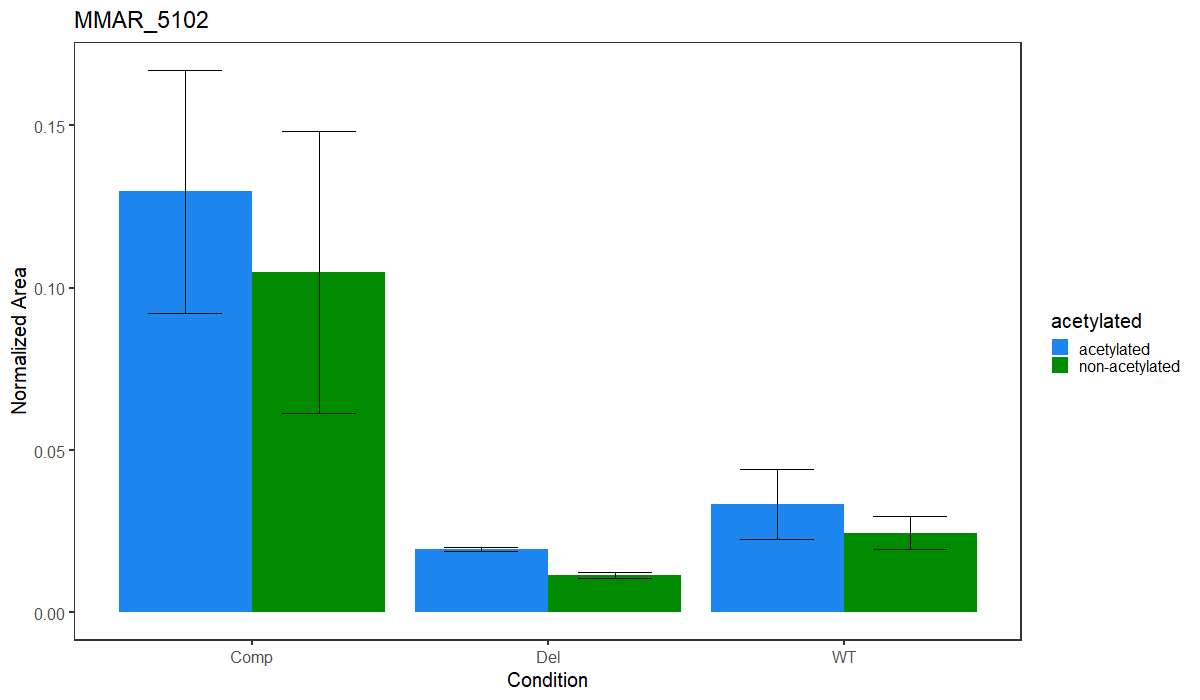 MMAR_5102
Normalized Area
0.15
0.10
0.05
0.00
Comp
Del
WT
Condition
acetylated
acetylated
non-acetylated